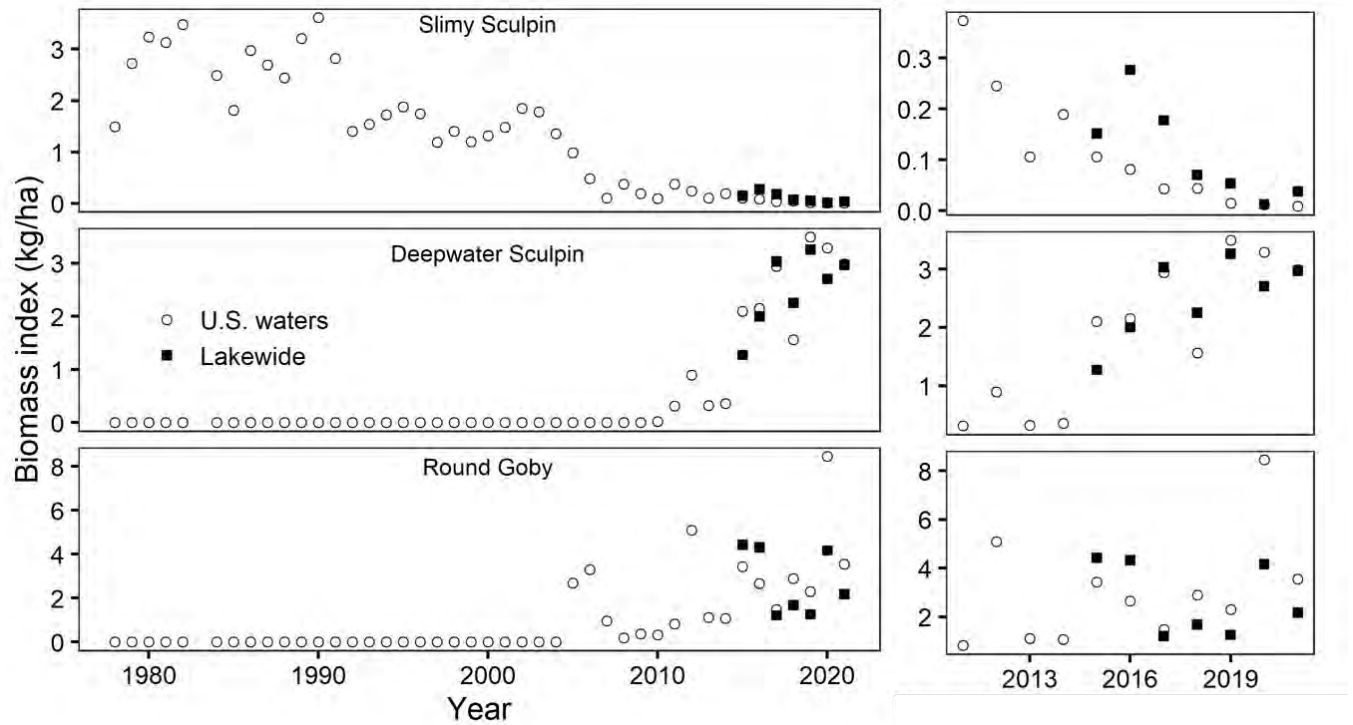 Slimy Sculpin
3
2
1
0
0.3
0.2
0.1
0.0
Biomass index (kg/ha)
Deepwater Sculpin
U.S. waters
Lakewide
3
2
1
0
3
2
1
Round Goby
8
6
4
2
0
8
6
4
2
1980 1990 2000 2010 2020
2013 2016 2019
Year